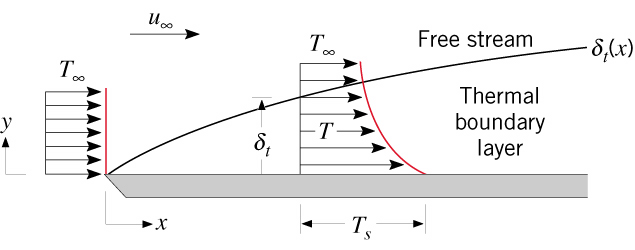 u∞
T∞
Free stream
δt(x)
T∞
Thermal
boundary
layer
y
T
δt
x
Ts